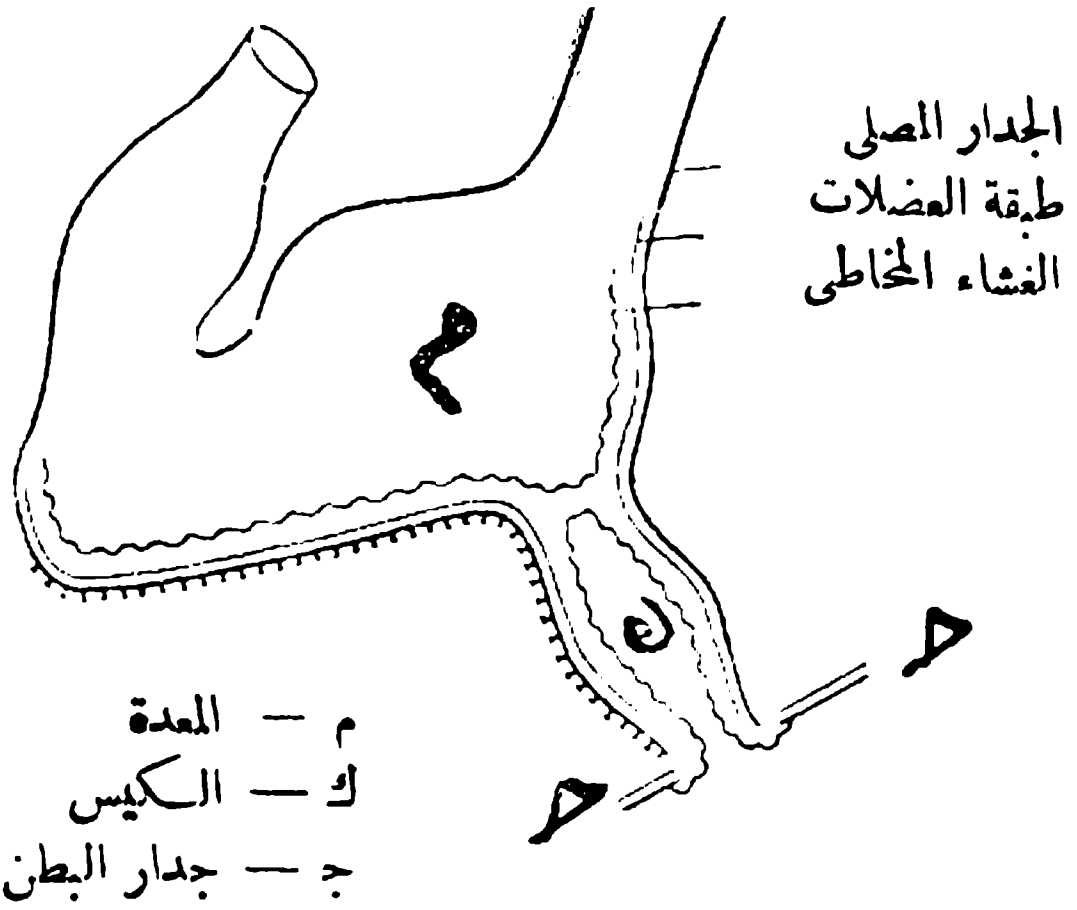 الجدار المصلى
طبقة العضلات
الغشاء المخاطى
م
ك
ج
ج
م — المعدة
ك — الكيس
ج — جدار البطن